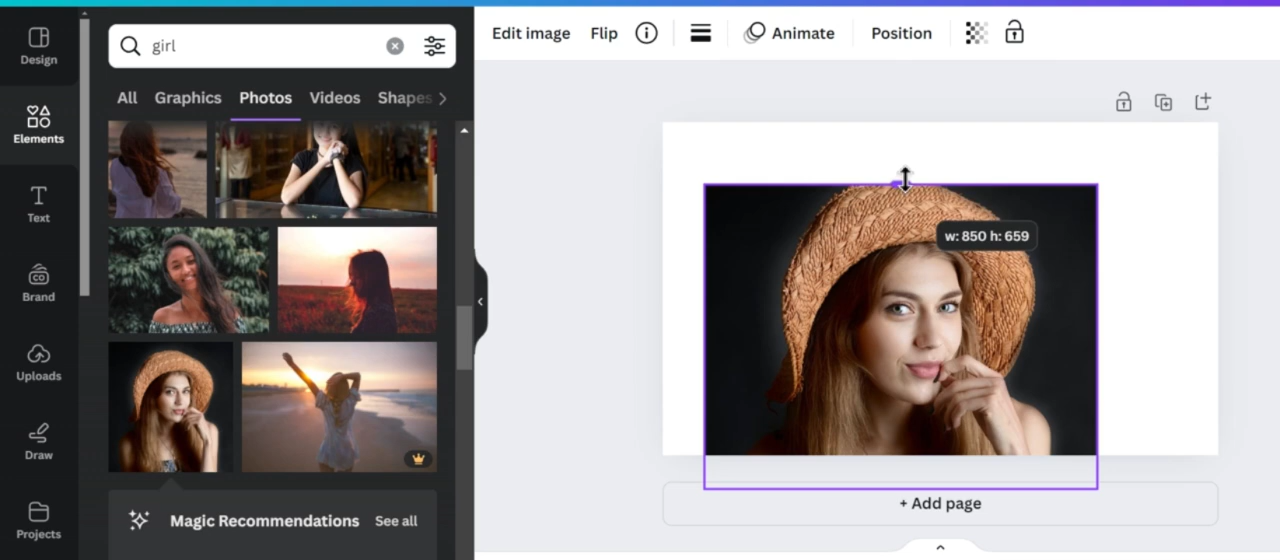 Design
Elements
Text
Brand
Uploads
Draw
Projects
girl
All Graphics Photos Videos Shapes
Magic Recommendations See all
Edit image Flip Animate Position
w: 850 h: 659
+ Add page